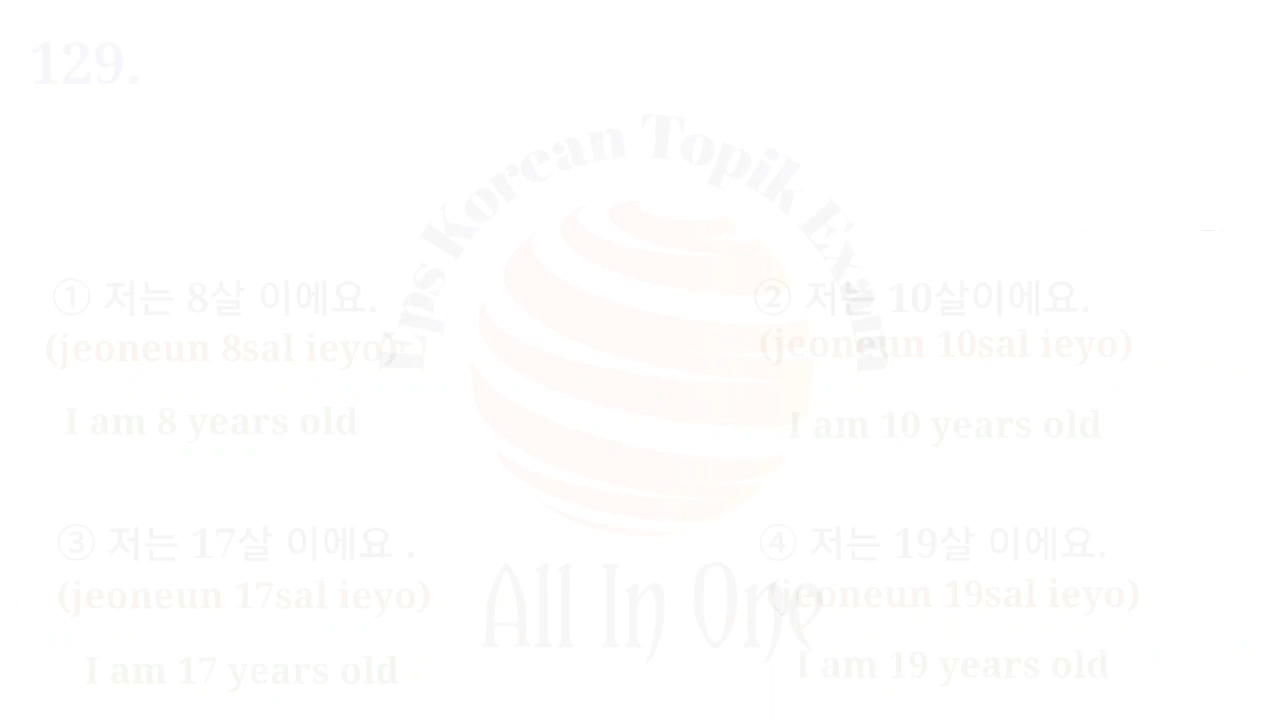 129.
Eps Korean Topik Exam
① 저는 8살 이에요.
(jeoneun 8sal ieyo)
I am 8 years old
② 저는 10살이에요.
(jeoneun 10sal ieyo)
I am 10 years old
③ 저는 17살 이에요 .
(jeoneun 17sal ieyo)
I am 17 years old
④ 저는 19살 이에요.
(jeoneun 19sal ieyo)
I am 19 years old
All In One